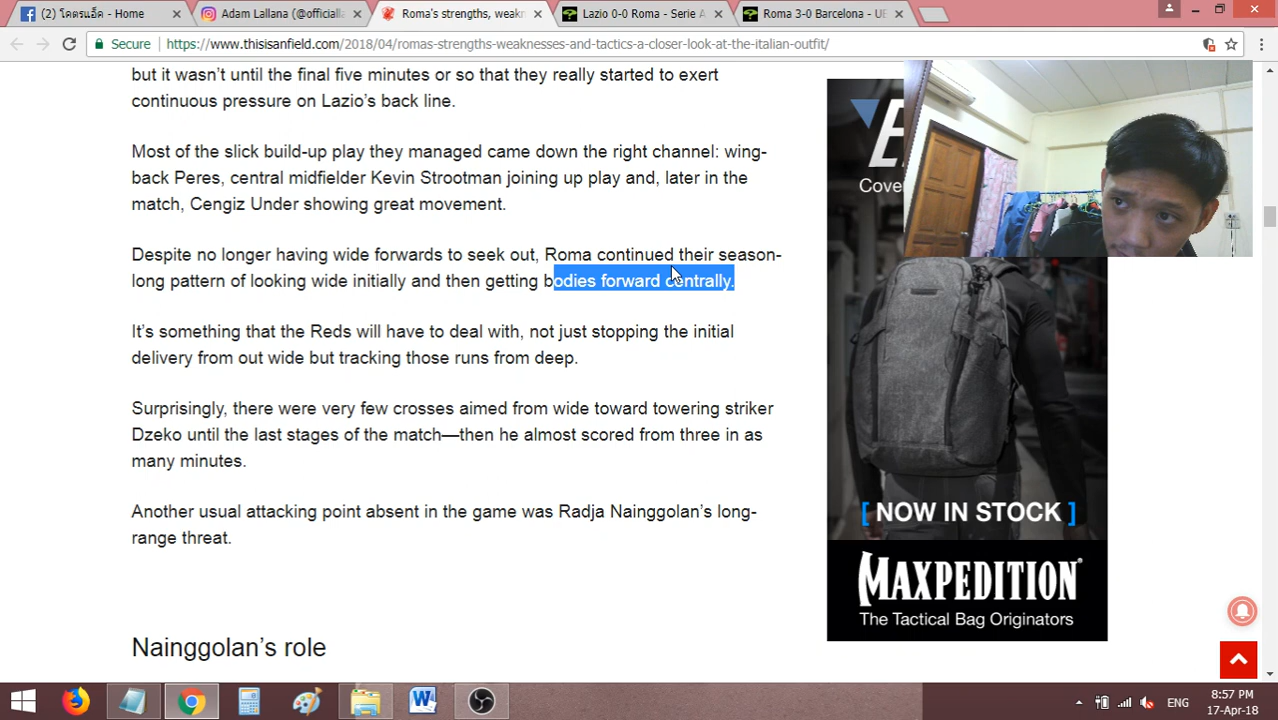 (2) โคตรแอ็ด - Home
Adam Lallana (@officiall
Roma's strengths, weakn
Lazio 0-0 Roma - Serie A
Roma 3-0 Barcelona - UE
Secure
https://www.thisisanfield.com/2018/04/romas-strengths-weaknesses-and-tactics-a-closer-look-at-the-italian-outfit/
but it wasn't until the final five minutes or so that they really started to exert
continuous pressure on Lazio's back line.
Most of the slick build-up play they managed came down the right channel: wing-
back Peres, central midfielder Kevin Strootman joining up play and, later in the
match, Cengiz Under showing great movement.
Despite no longer having wide forwards to seek out, Roma continued their season-
long pattern of looking wide initially and then getting bodies forward centrally.
It's something that the Reds will have to deal with, not just stopping the initial
delivery from out wide but tracking those runs from deep.
Surprisingly, there were very few crosses aimed from wide toward towering striker
Dzeko until the last stages of the match—then he almost scored from three in as
many minutes.
Another usual attacking point absent in the game was Radja Nainggolan's long-
range threat.
Nainggolan's role
Cover
[ NOW IN STOCK ]
MAXPEDITION®
The Tactical Bag Originators
ENG
8:57 PM
17-Apr-18